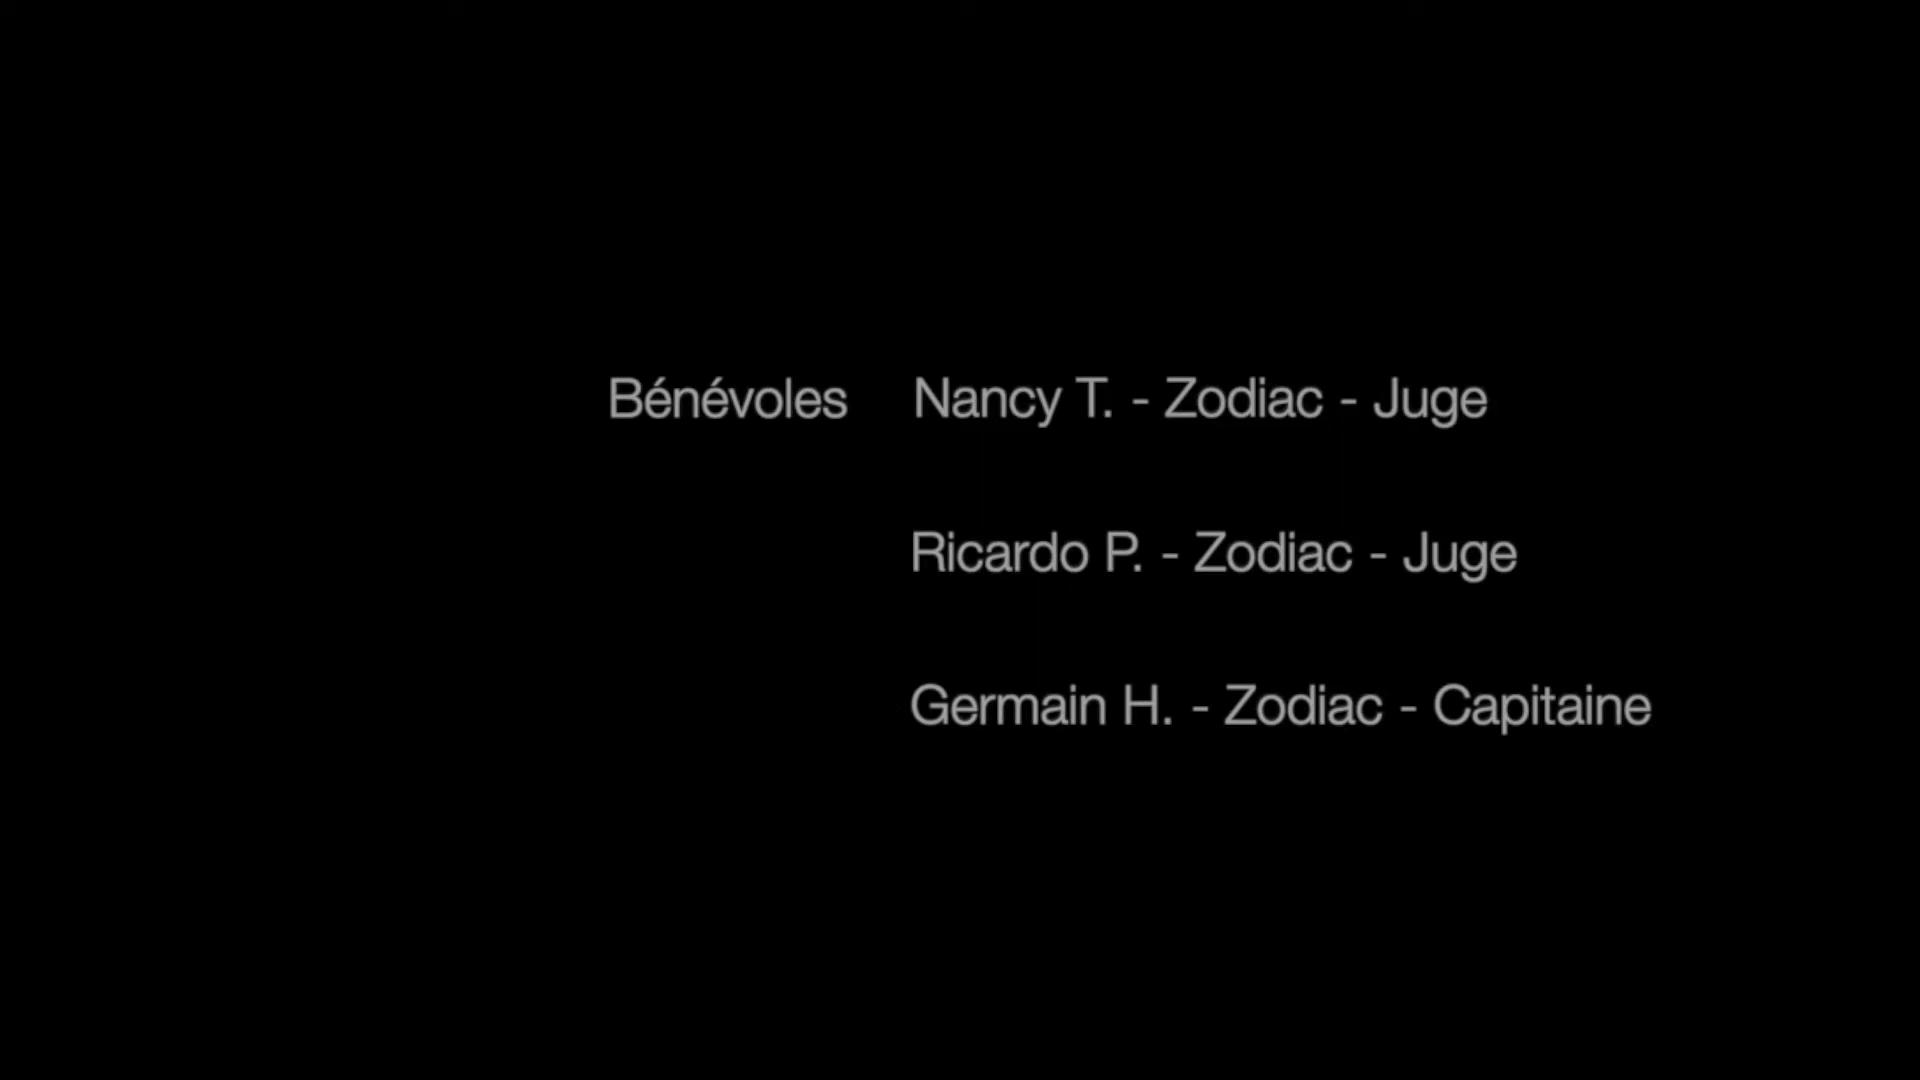 Bénévoles Nancy T. - Zodiac - Juge
Ricardo P. - Zodiac - Juge
Germain H. - Zodiac - Capitaine